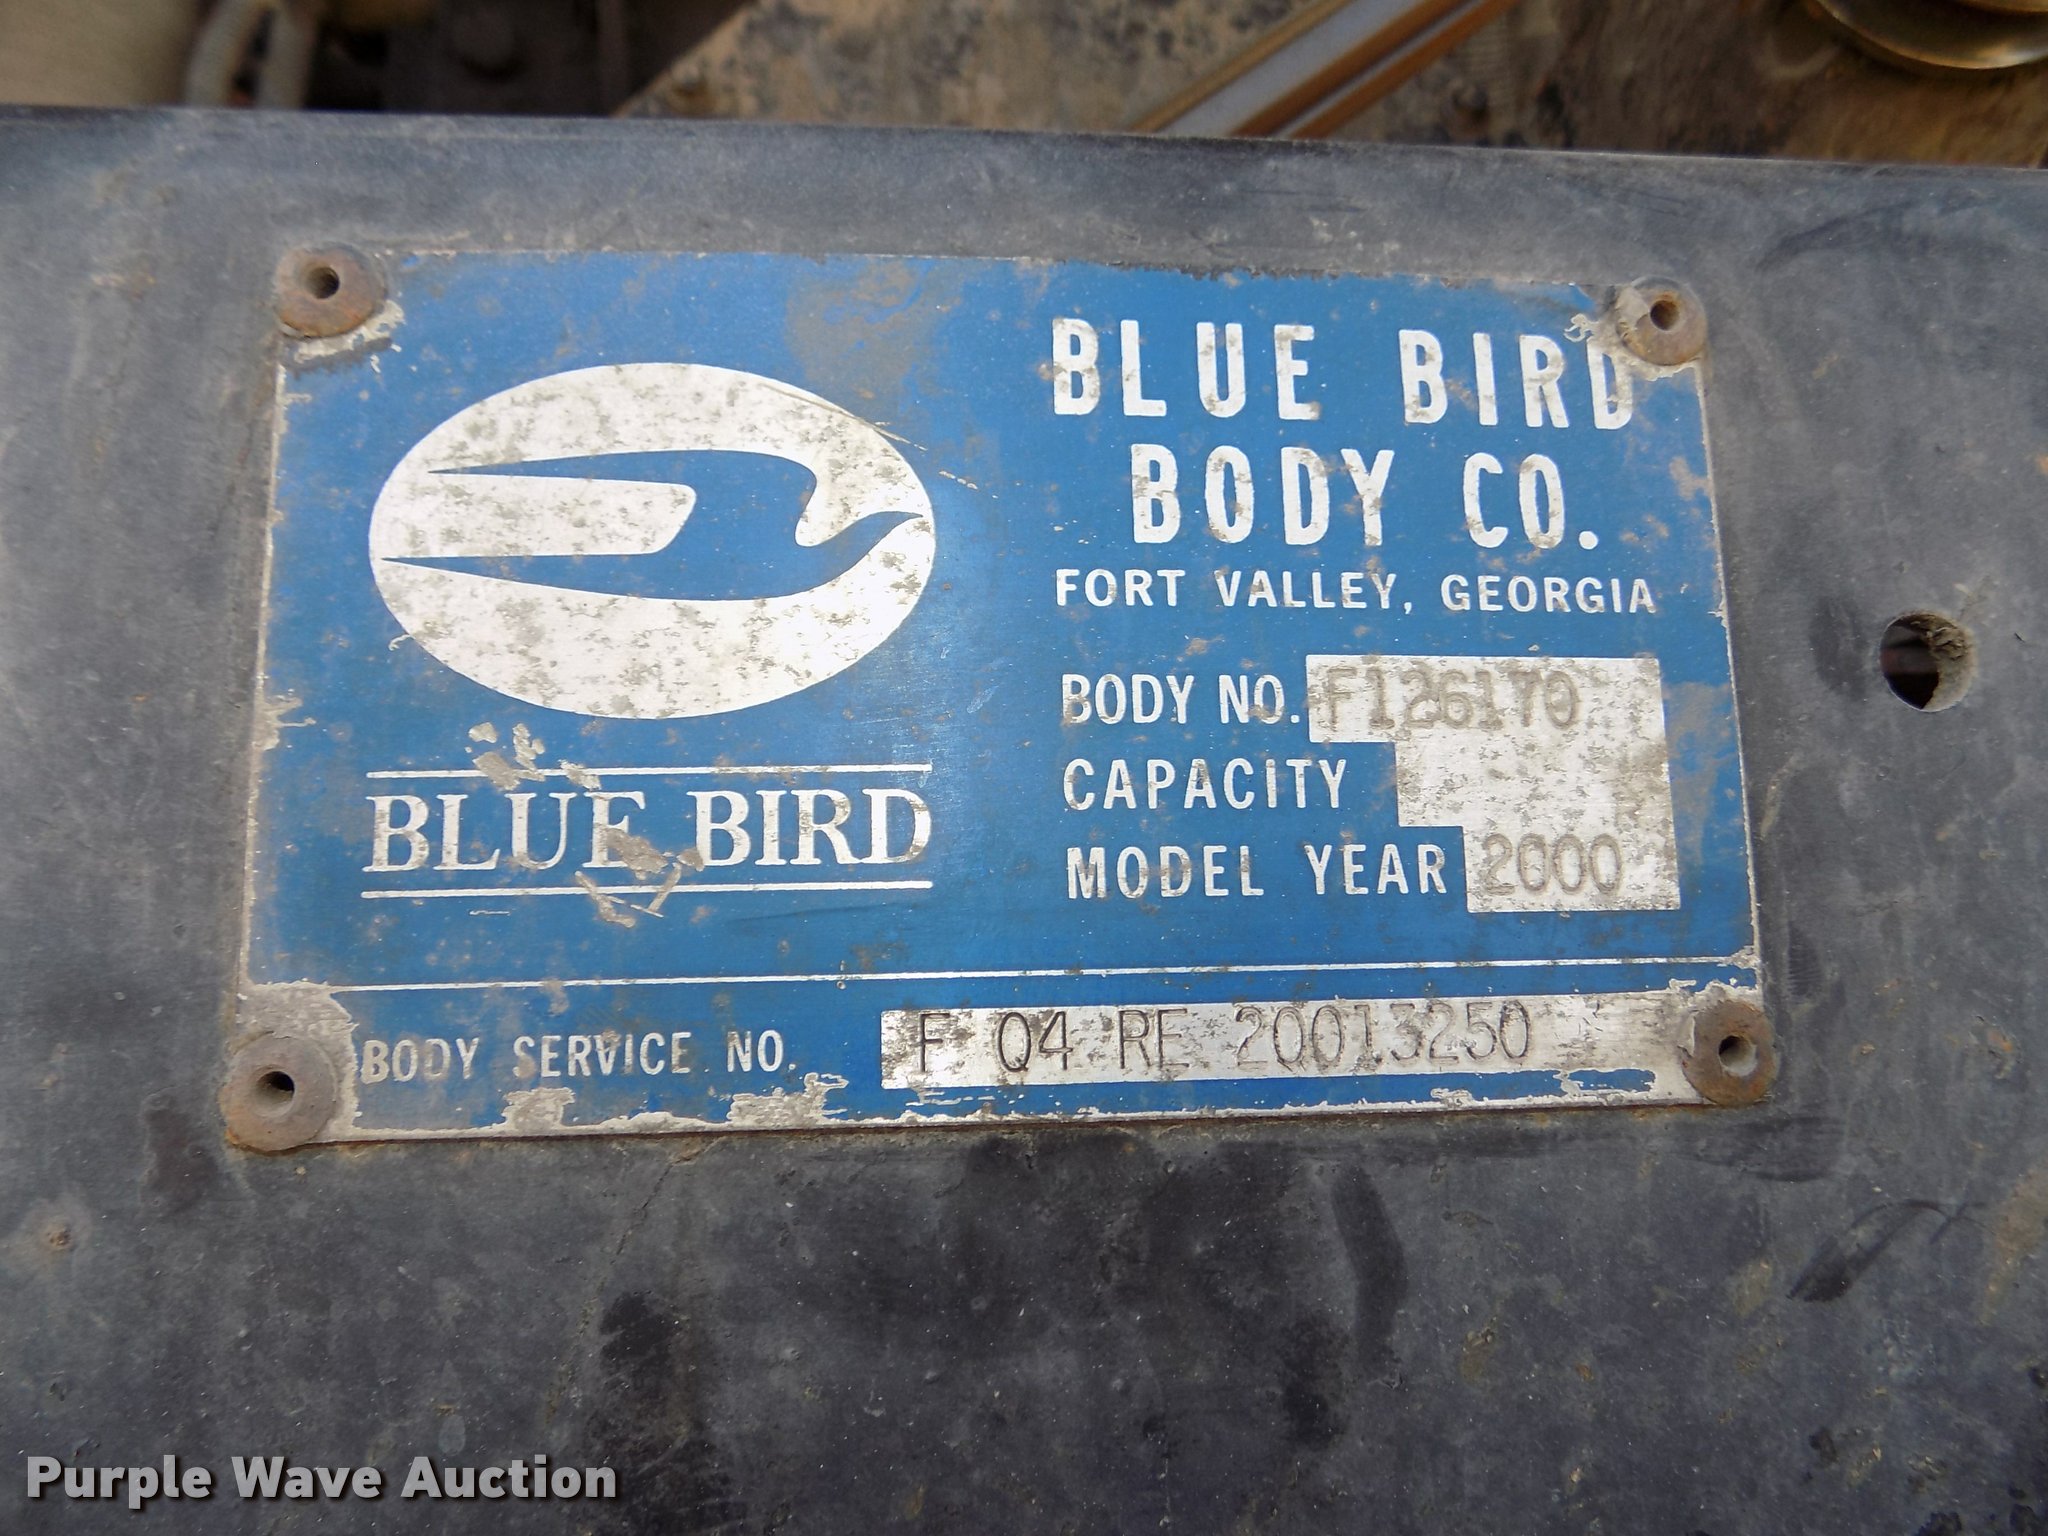 BLUE BIRD
BODY CO.
FORT VALLEY, GEORGIA
BODY NO. F126170
CAPACITY
MODEL YEAR 2000
BLUE BIRD
BODY SERVICE NO. F Q4 RE 20013250
Purple Wave Auction